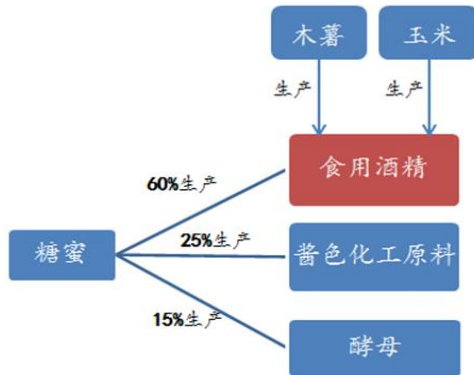 木薯
玉米
生产
生产
食用酒精
60%生产
糖蜜
25%生产
酱色化工原料
15%生产
酵母